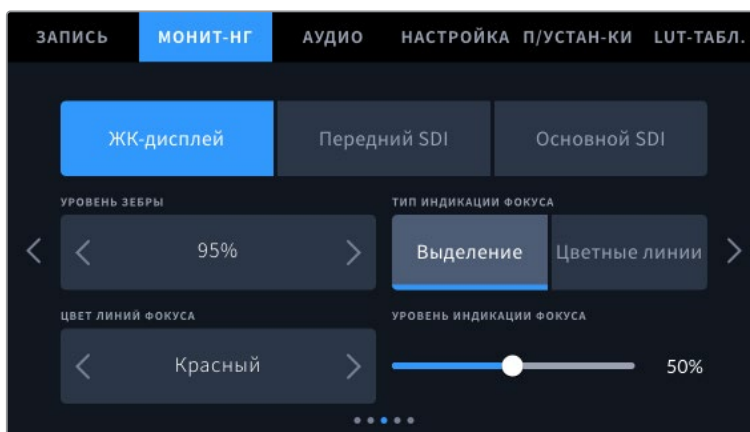 ЗАПИСЬ МОНИТ-НГ АУДИО НАСТРОЙКА П/УСТАН-КИ LUT-ТАБЛ.
ЖК-дисплей Передний SDI Основной SDI
УРОВЕНЬ ЗЕБРЫ ТИП ИНДИКАЦИИ ФОКУСА
95% Выделение Цветные линии
ЦВЕТ ЛИНИЙ ФОКУСА УРОВЕНЬ ИНДИКАЦИИ ФОКУСА
Красный 50%